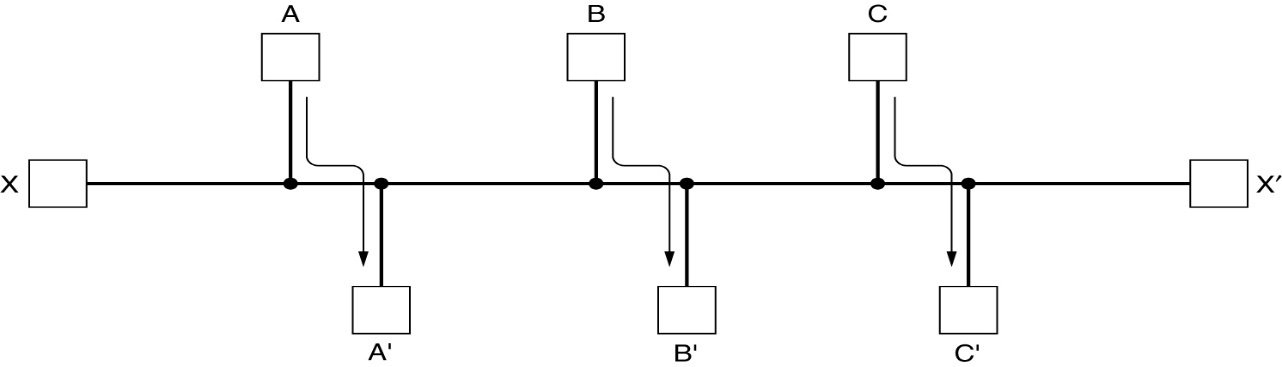 A B C
X X′
A' B' C'